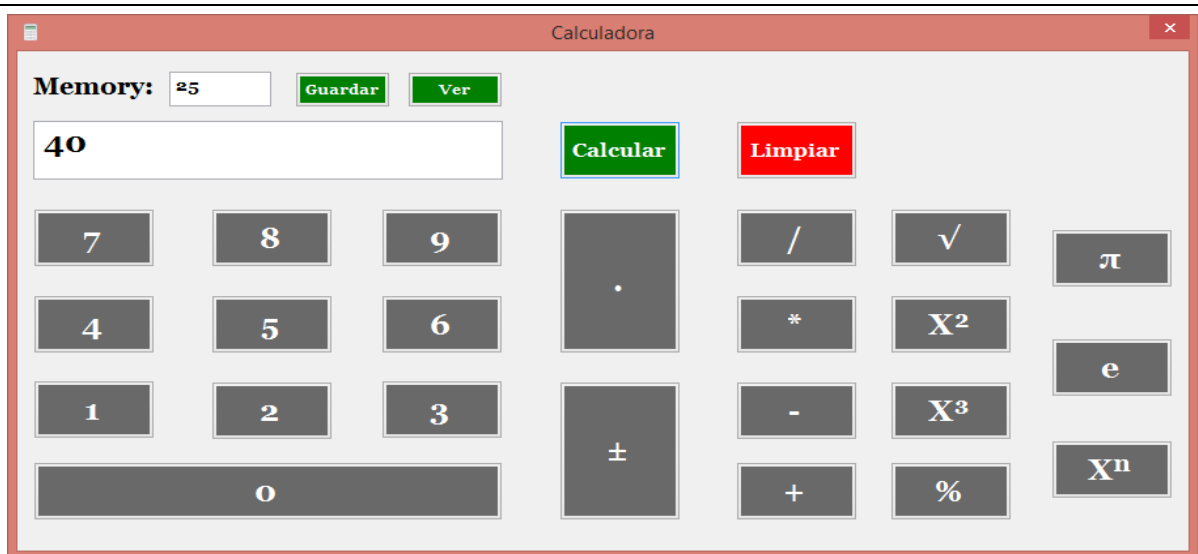 Calculadora ×
Memory: 25 Guardar Ver
40 Calcular Limpiar
7 8 9 . / √ π
4 5 6 * X² e
1 2 3 ± - X³ Xⁿ
0 + %